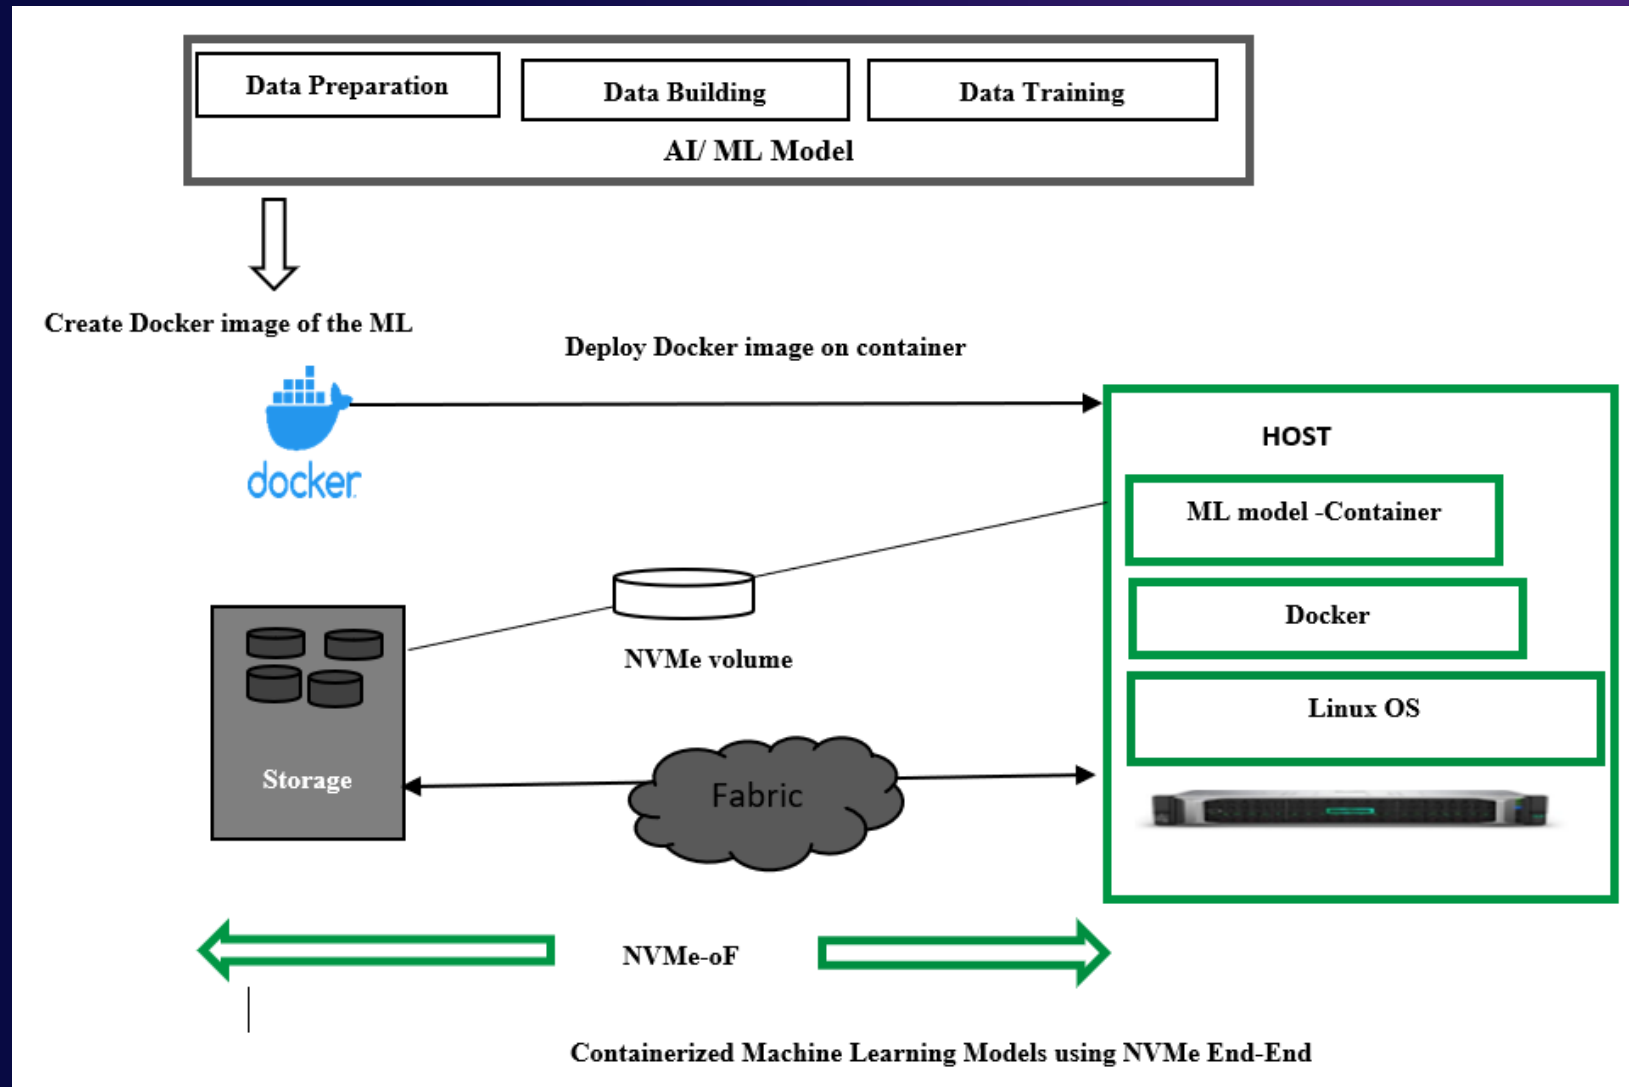 Data Preparation
Data Building
Data Training
AI/ ML Model
Create Docker image of the ML
Deploy Docker image on container
docker
HOST
ML model -Container
Docker
Linux OS
NVMe volume
Storage
Fabric
NVMe-oF
Containerized Machine Learning Models using NVMe End-End